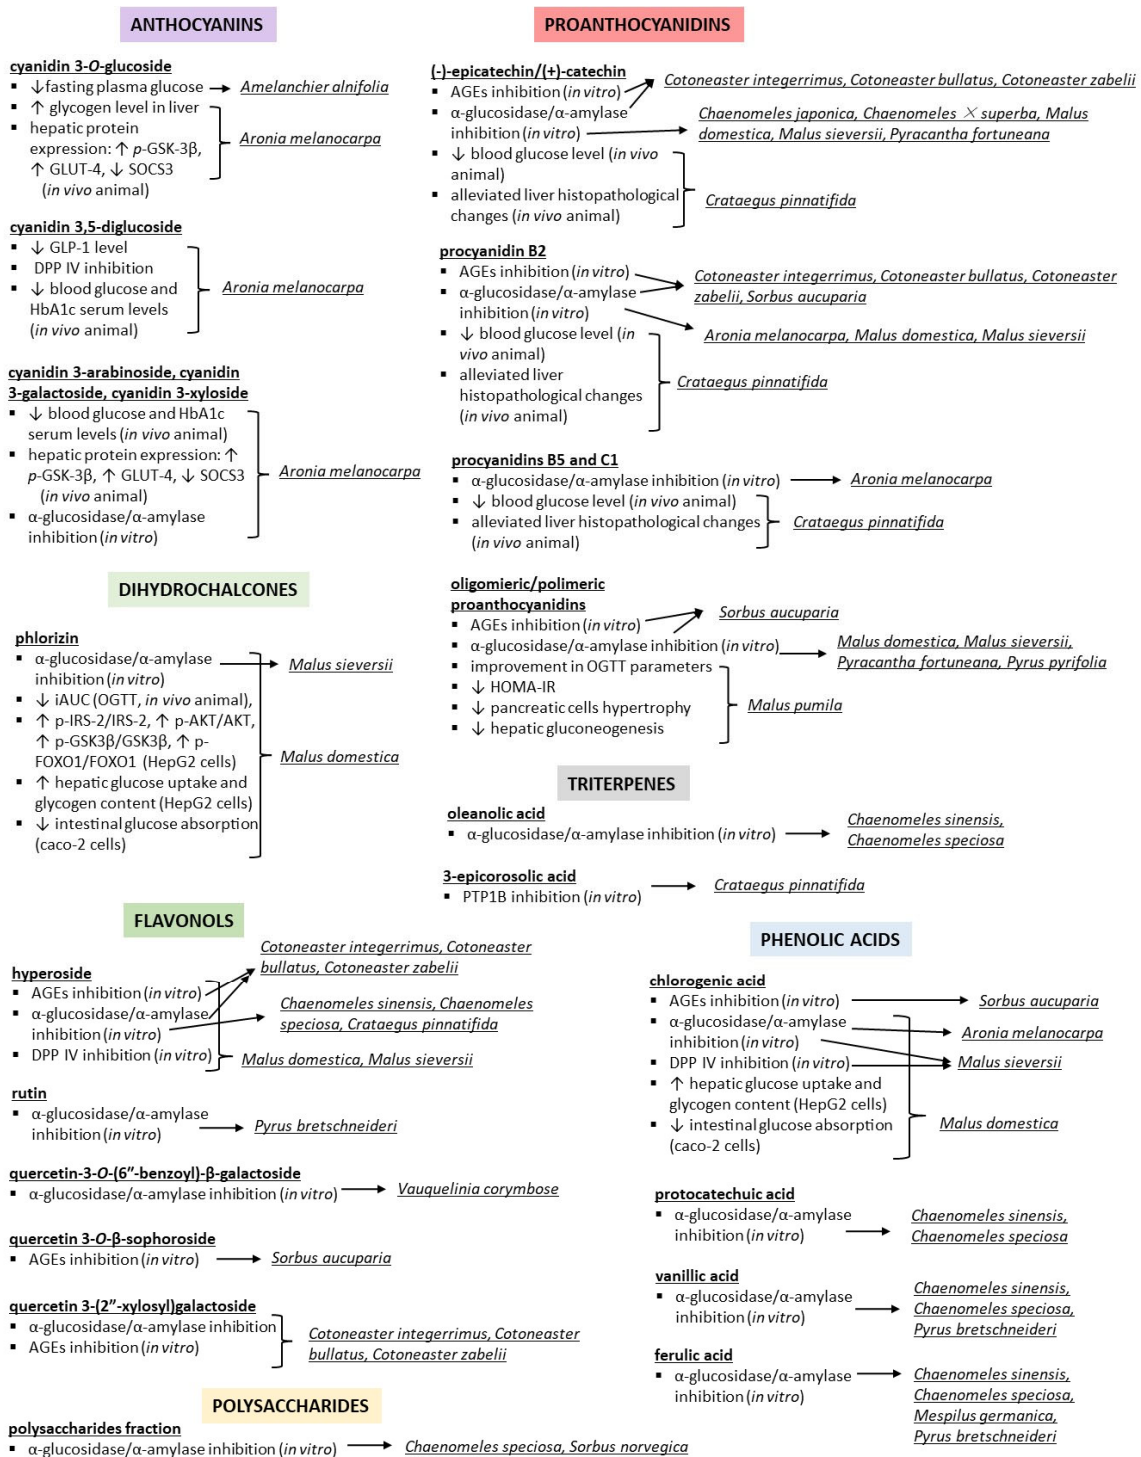 ANTHOCYANINS
cyanidin 3-O-glucoside
▪ ↓fasting plasma glucose → Amelanchier alnifolia
▪ ↑ glycogen level in liver
▪ hepatic protein
expression: ↑ p-GSK-3β,
↑ GLUT-4, ↓ SOCS3
(in vivo animal)
Aronia melanocarpa
cyanidin 3,5-diglucoside
▪ ↓ GLP-1 level
▪ DPP IV inhibition
▪ ↓ blood glucose and
HbA1c serum levels
(in vivo animal)
Aronia melanocarpa
cyanidin 3-arabinoside, cyanidin
3-galactoside, cyanidin 3-xyloside
▪ ↓ blood glucose and HbA1c
serum levels (in vivo animal)
▪ hepatic protein expression: ↑
p-GSK-3β, ↑ GLUT-4, ↓ SOCS3
(in vivo animal)
▪ α-glucosidase/α-amylase
inhibition (in vitro)
Aronia melanocarpa
DIHYDROCHALCONES
phlorizin
▪ α-glucosidase/α-amylase
inhibition (in vitro)
Malus sieversii
▪ ↓ iAUC (OGTT, in vivo animal),
▪ ↑ p-IRS-2/IRS-2, ↑ p-AKT/AKT,
↑ p-GSK3β/GSK3β, ↑ p-
FOXO1/FOXO1 (HepG2 cells)
▪ ↑ hepatic glucose uptake and
glycogen content (HepG2 cells)
▪ ↓ intestinal glucose absorption
(caco-2 cells)
Malus domestica
FLAVONOLS
hyperoside
▪ AGEs inhibition (in vitro)
▪ α-glucosidase/α-amylase
inhibition (in vitro)
▪ DPP IV inhibition (in vitro)
Cotoneaster integerrimus, Cotoneaster
bullatus, Cotoneaster zabelii
Chaenomeles sinensis, Chaenomeles
speciosa, Crataegus pinnatifida
Malus domestica, Malus sieversii
rutin
▪ α-glucosidase/α-amylase
inhibition (in vitro)
Pyrus bretschneideri
quercetin-3-O-(6″-benzoyl)-β-galactoside
▪ α-glucosidase/α-amylase inhibition (in vitro) → Vauquelinia corymbose
quercetin 3-O-β-sophoroside
▪ AGEs inhibition (in vitro) → Sorbus aucuparia
quercetin 3-(2″-xylosyl)galactoside
▪ α-glucosidase/α-amylase inhibition
▪ AGEs inhibition (in vitro)
Cotoneaster integerrimus, Cotoneaster
bullatus, Cotoneaster zabelii
POLYSACCHARIDES
polysaccharides fraction
▪ α-glucosidase/α-amylase inhibition (in vitro) → Chaenomeles speciosa, Sorbus norvegica
PROANTHOCYANIDINS
(-)-epicatechin/(+)-catechin
▪ AGEs inhibition (in vitro)
▪ α-glucosidase/α-amylase
inhibition (in vitro)
▪ ↓ blood glucose level (in vivo
animal)
▪ alleviated liver histopathological
changes (in vivo animal)
Cotoneaster integerrimus, Cotoneaster bullatus, Cotoneaster zabelii
Chaenomeles japonica, Chaenomeles × superba, Malus
domestica, Malus sieversii, Pyracantha fortuneana
Crataegus pinnatifida
procyanidin B2
▪ AGEs inhibition (in vitro)
▪ α-glucosidase/α-amylase
inhibition (in vitro)
▪ ↓ blood glucose level (in
vivo animal)
▪ alleviated liver
histopathological changes
(in vivo animal)
Cotoneaster integerrimus, Cotoneaster bullatus, Cotoneaster
zabelii, Sorbus aucuparia
Aronia melanocarpa, Malus domestica, Malus sieversii
Crataegus pinnatifida
procyanidins B5 and C1
▪ α-glucosidase/α-amylase inhibition (in vitro) → Aronia melanocarpa
▪ ↓ blood glucose level (in vivo animal)
▪ alleviated liver histopathological changes
(in vivo animal)
Crataegus pinnatifida
oligomieric/polimeric
proanthocyanidins
▪ AGEs inhibition (in vitro)
▪ α-glucosidase/α-amylase inhibition (in vitro)
▪ improvement in OGTT parameters
▪ ↓ HOMA-IR
▪ ↓ pancreatic cells hypertrophy
▪ ↓ hepatic gluconeogenesis
Sorbus aucuparia
Malus domestica, Malus sieversii,
Pyracantha fortuneana, Pyrus pyrifolia
Malus pumila
TRITERPENES
oleanolic acid
▪ α-glucosidase/α-amylase inhibition (in vitro)
Chaenomeles sinensis,
Chaenomeles speciosa
3-epicorosolic acid
▪ PTP1B inhibition (in vitro) → Crataegus pinnatifida
PHENOLIC ACIDS
chlorogenic acid
▪ AGEs inhibition (in vitro) → Sorbus aucuparia
▪ α-glucosidase/α-amylase
inhibition (in vitro)
Aronia melanocarpa
▪ DPP IV inhibition (in vitro) → Malus sieversii
▪ ↑ hepatic glucose uptake and
glycogen content (HepG2 cells)
▪ ↓ intestinal glucose absorption
(caco-2 cells)
Malus domestica
protocatechuic acid
▪ α-glucosidase/α-amylase
inhibition (in vitro)
Chaenomeles sinensis,
Chaenomeles speciosa
vanillic acid
▪ α-glucosidase/α-amylase
inhibition (in vitro)
Chaenomeles sinensis,
Chaenomeles speciosa,
Pyrus bretschneideri
ferulic acid
▪ α-glucosidase/α-amylase
inhibition (in vitro)
Chaenomeles sinensis,
Chaenomeles speciosa,
Mespilus germanica,
Pyrus bretschneideri